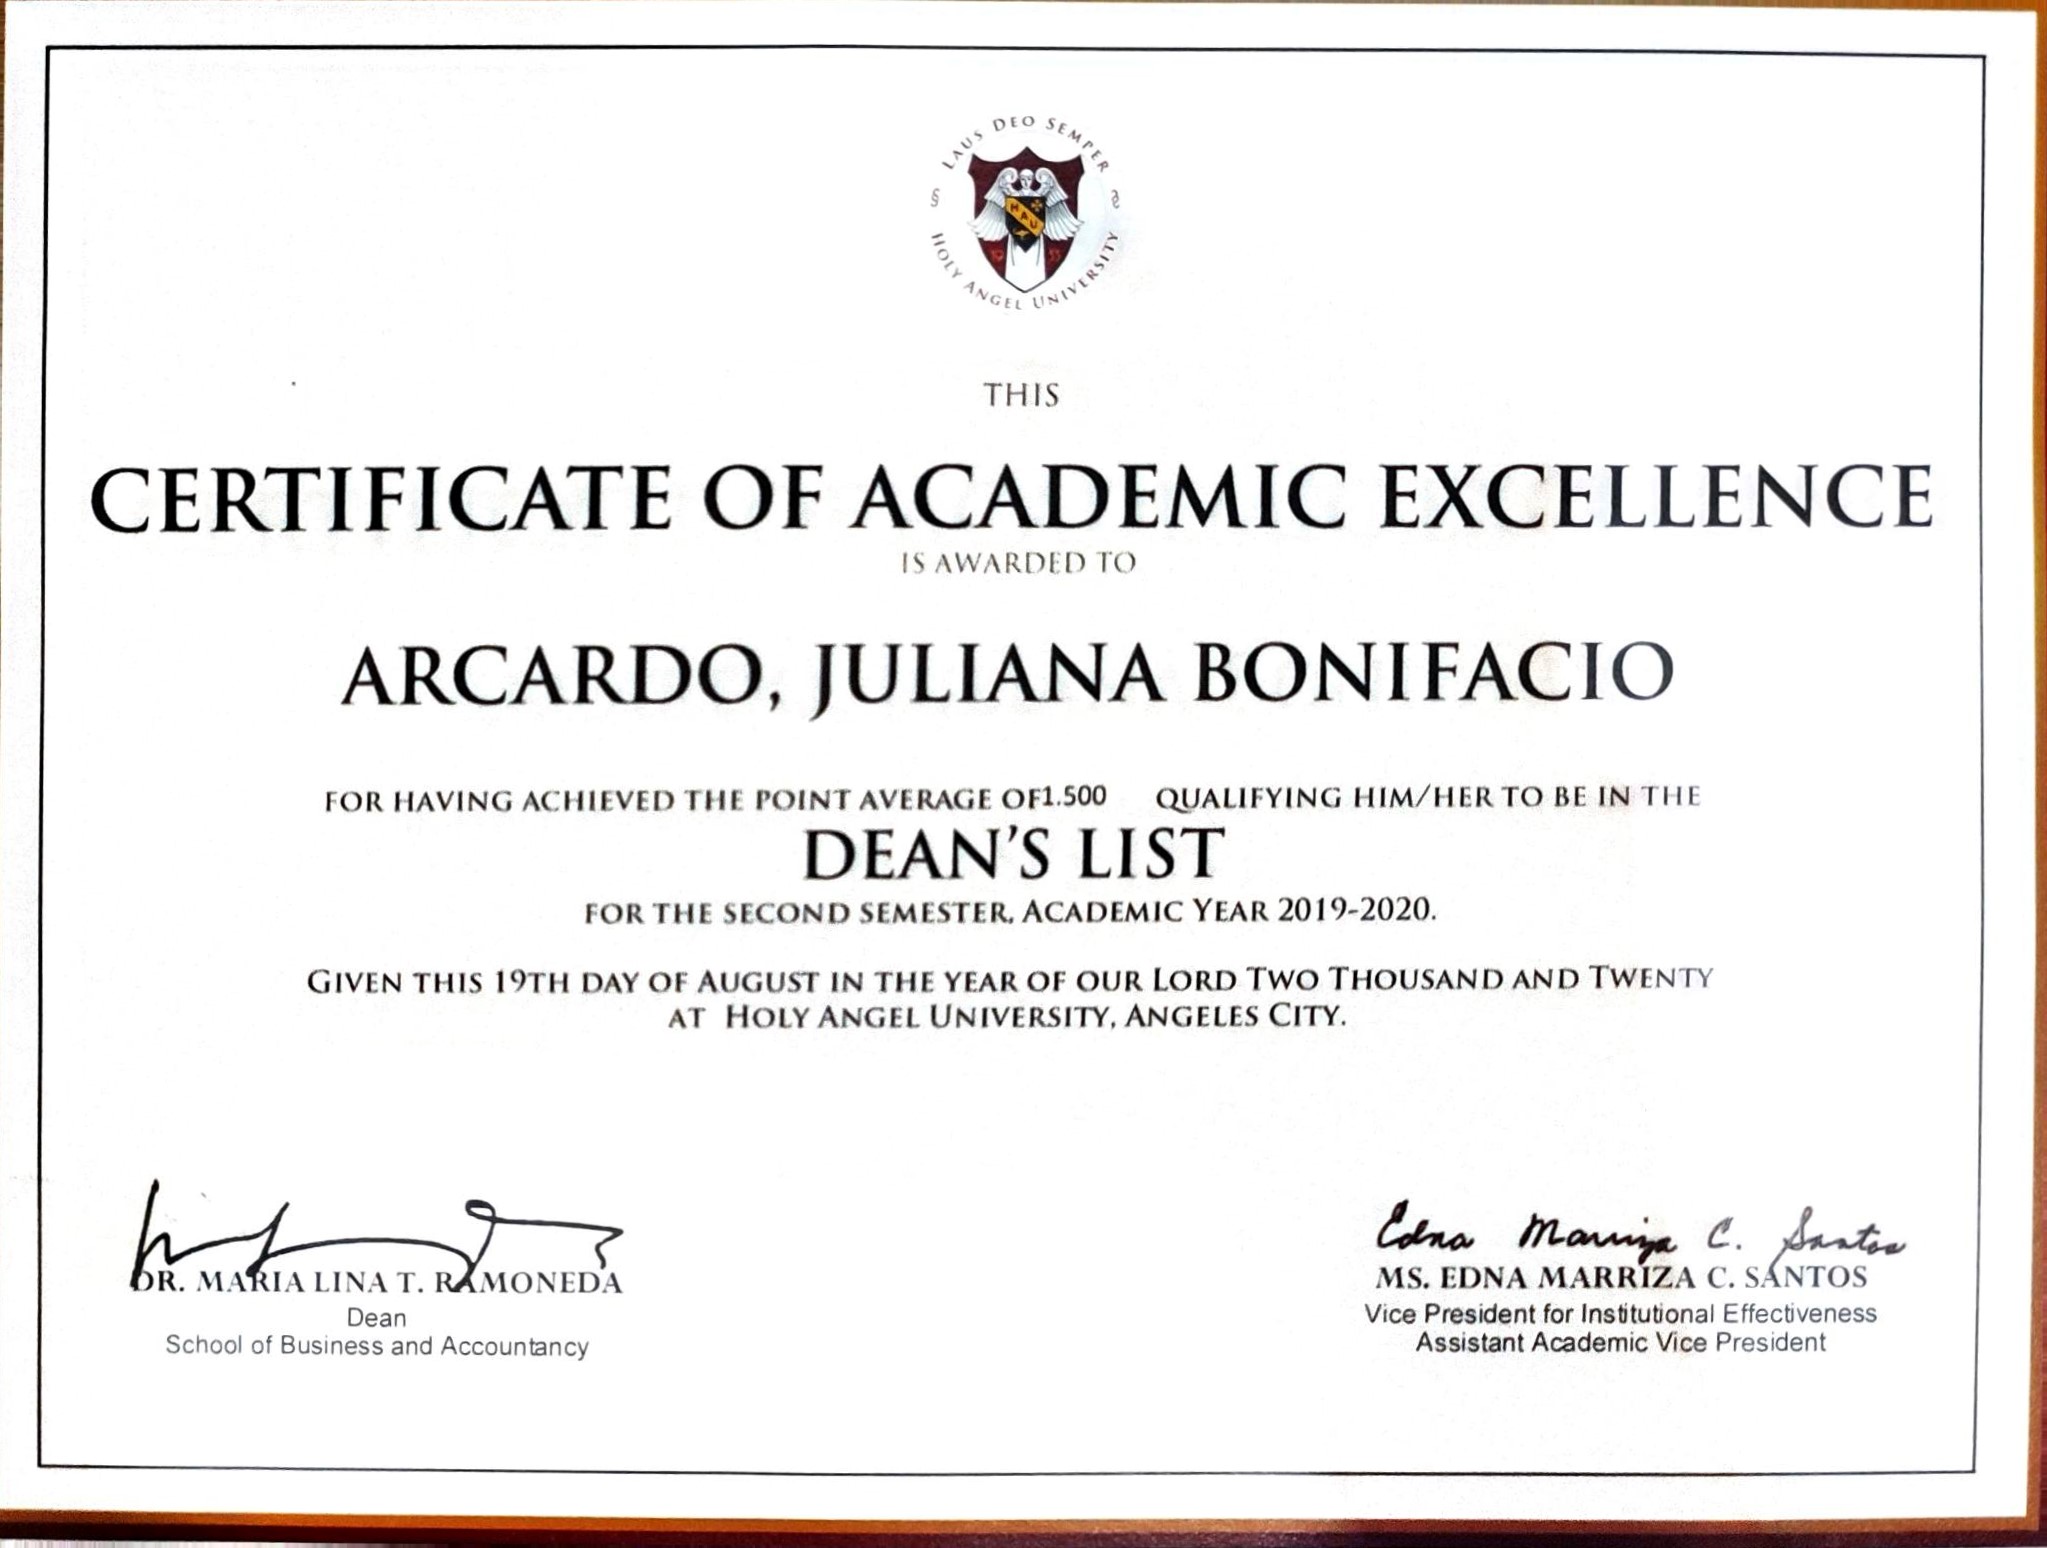 LAUS DEO SEMPER
HAU
19 33
HOLY ANGEL UNIVERSITY
THIS
CERTIFICATE OF ACADEMIC EXCELLENCE
IS AWARDED TO
ARCARDO, JULIANA BONIFACIO
FOR HAVING ACHIEVED THE POINT AVERAGE OF1.500 QUALIFYING HIM/HER TO BE IN THE
DEAN'S LIST
FOR THE SECOND SEMESTER, ACADEMIC YEAR 2019-2020.
GIVEN THIS 19TH DAY OF AUGUST IN THE YEAR OF OUR LORD TWO THOUSAND AND TWENTY
AT HOLY ANGEL UNIVERSITY, ANGELES CITY.
Edna Marriza C. Santos
DR. MARIA LINA T. RAMONEDA
Dean
School of Business and Accountancy
MS. EDNA MARRIZA C. SANTOS
Vice President for Institutional Effectiveness
Assistant Academic Vice President